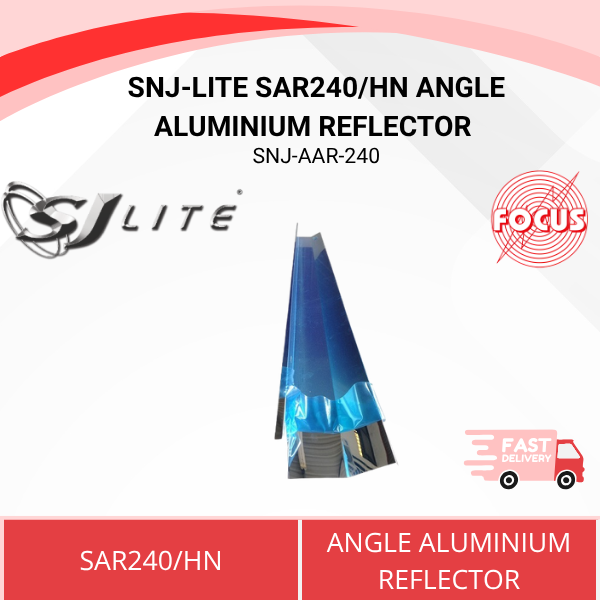 SNJ-LITE SAR240/HN ANGLE
ALUMINIUM REFLECTOR
SNJ-AAR-240
SJ LITE®
FOCUS
FAST
DELIVERY
SAR240/HN
ANGLE ALUMINIUM
REFLECTOR